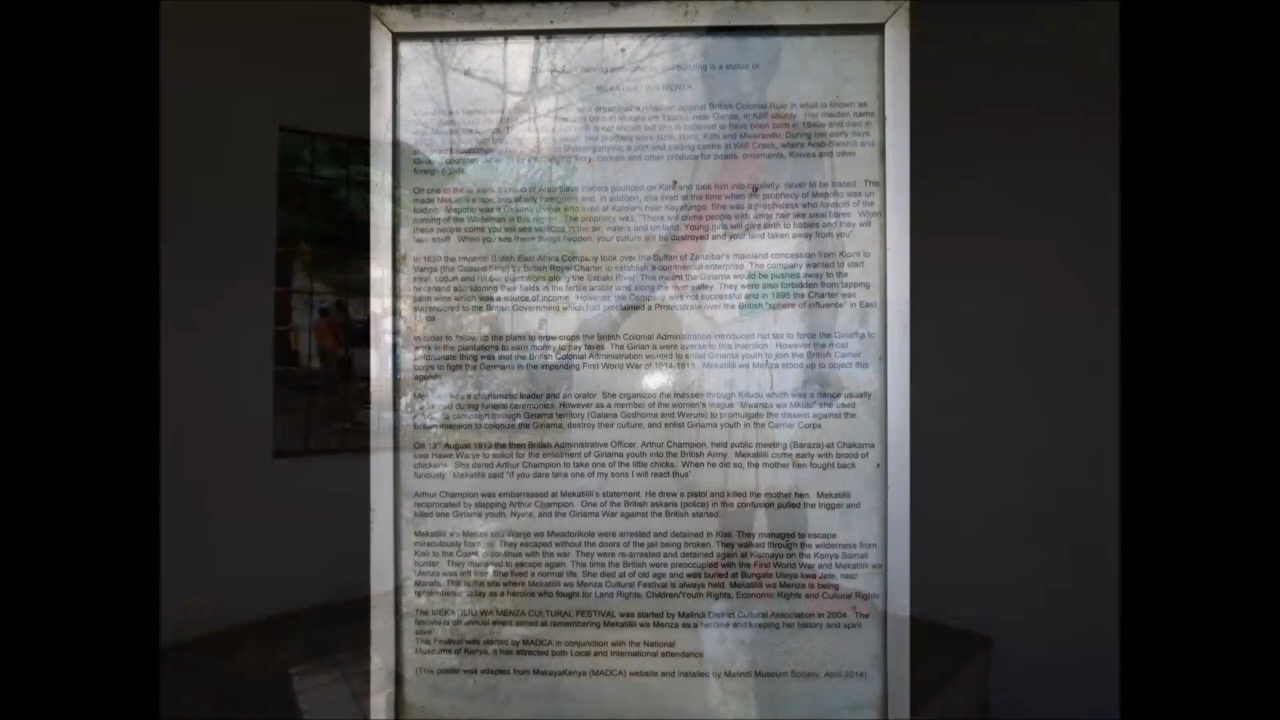 building is a statue of
MEKATILILI WA MENZA
who organized a rebellion against British Colonial Rule in what is known as
was born in Mutara wa Tsatsu, near Ganze, in Kilifi county. Her maiden name
birth is not known but she is believed to have been born in 1840s and died in
Her brothers were Nzai, Hare, Kithi and Mwarandu. During her early days
a port and trading centre in Kilifi Creek, where Arab-Swahili and
Giriama ivory, cereals and other produce for beads, ornaments, Knives and other
foreign goods.
On one of these a group of Arab slave traders pounced on Kithi and took him into captivity, never to be traced. This
made Mekatilili suspicious of any foreigners and, in addition, she lived at the time when the prophecy of Mepoho was un
folding. Mepoho was a Giriama diviner who lived at Kaloleni near Kayafungo. She was a prophetess who foretold of the
coming of the Whiteman in this region. The prophecy was, "There will come people with white hair like sisal fibres. When
these people come you will see vehicles in the air, waters and on land. Young girls will give birth to babies and they will
take snuff. When you see these things happen, your culture will be destroyed and your land taken away from you".
In 1890 the Imperial British East Africa Company took over the Sultan of Zanzibar's mainland concession from Kipini to
Vanga (the Coastal Strip) by British Royal Charter to establish a commercial enterprise. The company wanted to start
sisal, cotton and rubber plantations along the Sabaki River. This meant the Giriama would be pushed away to the
hinterland abandoning their fields in the fertile arable land along the river valley. They were also forbidden from tapping
palm wine which was a source of income. However, the Company was not successful and in 1895 the Charter was
surrendered to the British Government which had proclaimed a Protectorate over the British "sphere of influence" in East
Africa.
In order to follow up the plans to grow crops the British Colonial Administration introduced hut tax to force the Giriama to
work in the plantations to earn money to pay taxes. The Giriama were averse to this intention. However the most
unfortunate thing was that the British Colonial Administration wanted to enlist Giriama youth to join the British Carrier
corps to fight the Germans in the impending First World War of 1914-1918. Mekatilili wa Menza stood up to object this
agenda.
Mekatilili was a charismatic leader and an orator. She organized the masses through Kifudu which was a dance usually
performed during funeral ceremonies. However as a member of the women's league "Mwanza wa Mkulo" she used
to campaign through Giriama territory (Galana Godhoma and Weruni) to promulgate the dissent against the
British intention to colonize the Giriama, destroy their culture, and enlist Giriama youth in the Carrier Corps.
On 13th August 1913 the then British Administrative Officer, Arthur Champion, held public meeting (Baraza) at Chakama
kwa Hawe Wanje to solicit for the enlistment of Giriama youth into the British Army. Mekatilili came early with brood of
chickens. She dared Arthur Champion to take one of the little chicks. When he did so, the mother hen fought back
furiously. Mekatilili said "If you dare take one of my sons I will react thus".
Arthur Champion was embarrassed at Mekatilili's statement. He drew a pistol and killed the mother hen. Mekatilili
reciprocated by slapping Arthur Champion. One of the British askaris (police) in this confusion pulled the trigger and
killed one Giriama youth, Nyere, and the Giriama War against the British started.
Mekatilili wa Menza and Wanje wa Mwadorikola were arrested and detained in Kisii. They managed to escape
miraculously from jail. They escaped without the doors of the jail being broken. They walked through the wilderness from
Kisii to the Coast to continue with the war. They were re-arrested and detained again at Kismayu on the Kenya Somali
border. They managed to escape again. This time the British were preoccupied with the First World War and Mekatilili wa
Menza was left free. She lived a normal life. She died at of old age and was buried at Bungale Ulaya kwa Jele, near
Marafa. This is the site where Mekatilili wa Menza Cultural Festival is always held. Mekatilili wa Menza is being
remembered today as a heroine who fought for Land Rights, Children/Youth Rights, Economic Rights and Cultural Rights
The MEKATILILI WA MENZA CULTURAL FESTIVAL was started by Malindi District Cultural Association in 2004. The
festival is an annual event aimed at remembering Mekatilili wa Menza as a heroine and keeping her history and spirit
alive.
This Festival was started by MADCA in conjunction with the National
Museums of Kenya, it has attracted both Local and International attendance.
(This poster was adapted from MakayaKenya (MADCA) website and installed by Malindi Museum Society, April 2014)